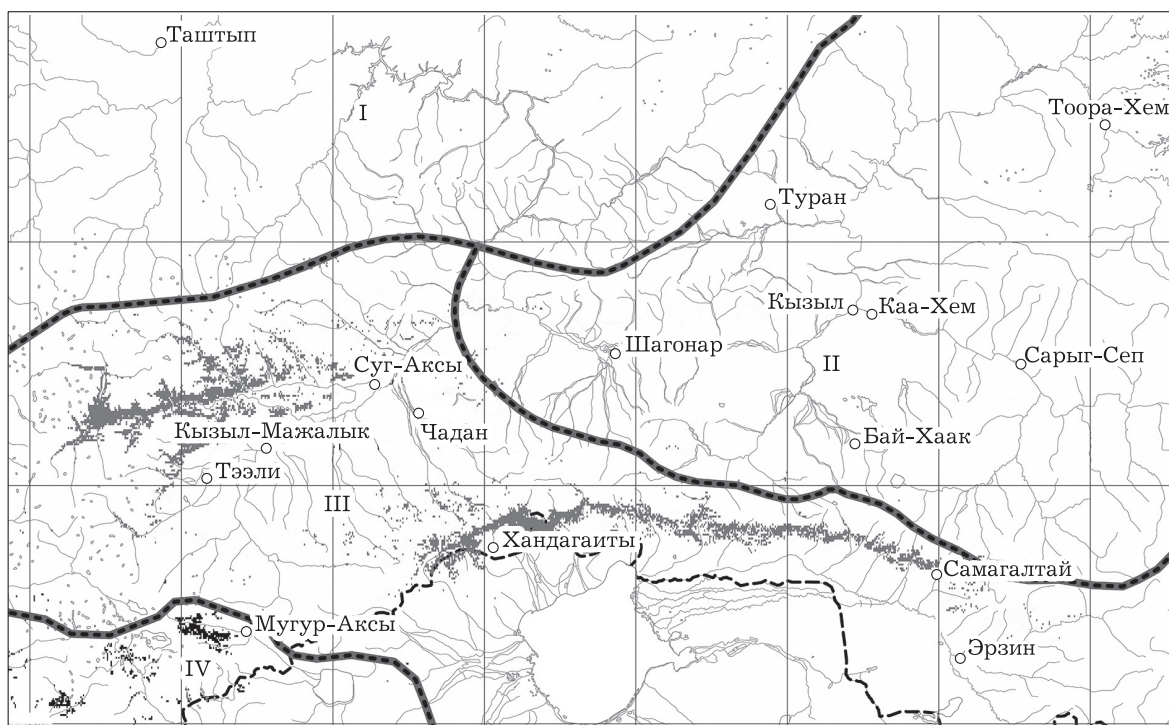 Таштып
I
Тоора-Хем
Туран
Кызыл
Каа-Хем
Шагонар
II
Сарыг-Сеп
Суг-Аксы
Чадан
Кызыл-Мажалык
Бай-Хаак
Тээли
III
Хандагаиты
Самагалтай
Мугур-Аксы
Эрзин
IV